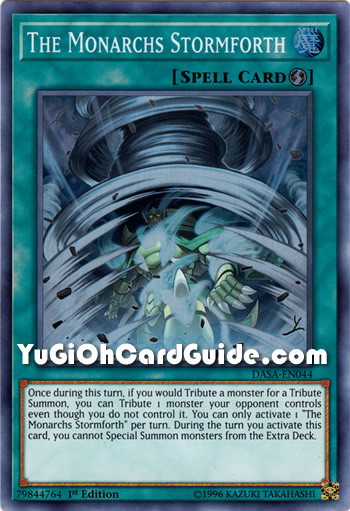 The Monarchs Stormforth
[Spell Card]
YuGiOhCardGuide.com
DASA-EN044
Once during this turn, if you would Tribute a monster for a Tribute
Summon, you can Tribute 1 monster your opponent controls
even though you do not control it. You can only activate 1 "The
Monarchs Stormforth" per turn. During the turn you activate this
card, you cannot Special Summon monsters from the Extra Deck.
79844764 1st Edition ©1996 KAZUKI TAKAHASHI